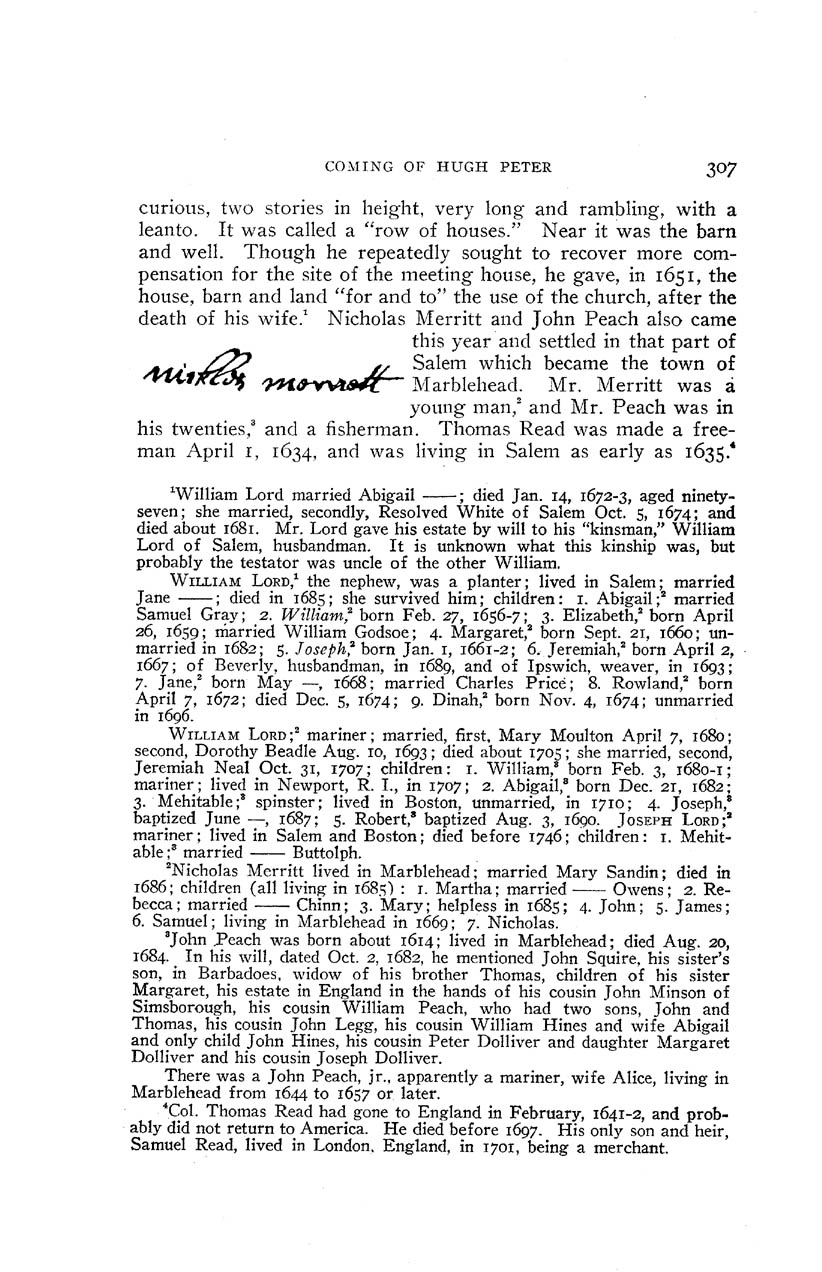 COMING OF HUGH PETER 307
curious, two stories in height, very long and rambling, with a
leanto. It was called a “row of houses.” Near it was the barn
and well. Though he repeatedly sought to recover more com-
pensation for the site of the meeting house, he gave, in 1651, the
house, barn and land “for and to” the use of the church, after the
death of his wife.¹ Nicholas Merritt and John Peach also came
this year and settled in that part of
Salem which became the town of
Marblehead. Mr. Merritt was a
young man,² and Mr. Peach was in
his twenties,³ and a fisherman. Thomas Read was made a free-
man April 1, 1634, and was living in Salem as early as 1635.⁴
¹William Lord married Abigail ——; died Jan. 14, 1672-3, aged ninety-
seven; she married, secondly, Resolved White of Salem Oct. 5, 1674; and
died about 1681. Mr. Lord gave his estate by will to his “kinsman,” William
Lord of Salem, husbandman. It is unknown what this kinship was, but
probably the testator was uncle of the other William.
WILLIAM LORD,¹ the nephew, was a planter; lived in Salem; married
Jane ——; died in 1685; she survived him; children: 1. Abigail;² married
Samuel Gray; 2. William,² born Feb. 27, 1656-7; 3. Elizabeth,² born April
26, 1659; married William Godsoe; 4. Margaret,² born Sept. 21, 1660; un-
married in 1682; 5. Joseph,² born Jan. 1, 1661-2; 6. Jeremiah,² born April 2,
1667; of Beverly, husbandman, in 1689, and of Ipswich, weaver, in 1693;
7. Jane,² born May —, 1668; married Charles Price; 8. Rowland,² born
April 7, 1672; died Dec. 5, 1674; 9. Dinah,² born Nov. 4, 1674; unmarried
in 1696.
WILLIAM LORD;² mariner; married, first, Mary Moulton April 7, 1680;
second, Dorothy Beadle Aug. 10, 1693; died about 1705; she married, second,
Jeremiah Neal Oct. 31, 1707; children: 1. William,³ born Feb. 3, 1680-1;
mariner; lived in Newport, R. I., in 1707; 2. Abigail,³ born Dec. 21, 1682;
3. Mehitable;³ spinster; lived in Boston, unmarried, in 1710; 4. Joseph,³
baptized June —, 1687; 5. Robert,³ baptized Aug. 3, 1690. JOSEPH LORD;²
mariner; lived in Salem and Boston; died before 1746; children: 1. Mehit-
able;³ married —— Buttolph.
²Nicholas Merritt lived in Marblehead; married Mary Sandin; died in
1686; children (all living in 1685): 1. Martha; married —— Owens; 2. Re-
becca; married —— Chinn; 3. Mary; helpless in 1685; 4. John; 5. James;
6. Samuel; living in Marblehead in 1669; 7. Nicholas.
³John Peach was born about 1614; lived in Marblehead; died Aug. 20,
1684. In his will, dated Oct. 2, 1682, he mentioned John Squire, his sister’s
son, in Barbadoes, widow of his brother Thomas, children of his sister
Margaret, his estate in England in the hands of his cousin John Minson of
Simsborough, his cousin William Peach, who had two sons, John and
Thomas, his cousin John Legg, his cousin William Hines and wife Abigail
and only child John Hines, his cousin Peter Dolliver and daughter Margaret
Dolliver and his cousin Joseph Dolliver.
There was a John Peach, jr., apparently a mariner, wife Alice, living in
Marblehead from 1644 to 1657 or later.
⁴Col. Thomas Read had gone to England in February, 1641-2, and prob-
ably did not return to America. He died before 1697. His only son and heir,
Samuel Read, lived in London, England, in 1701, being a merchant.